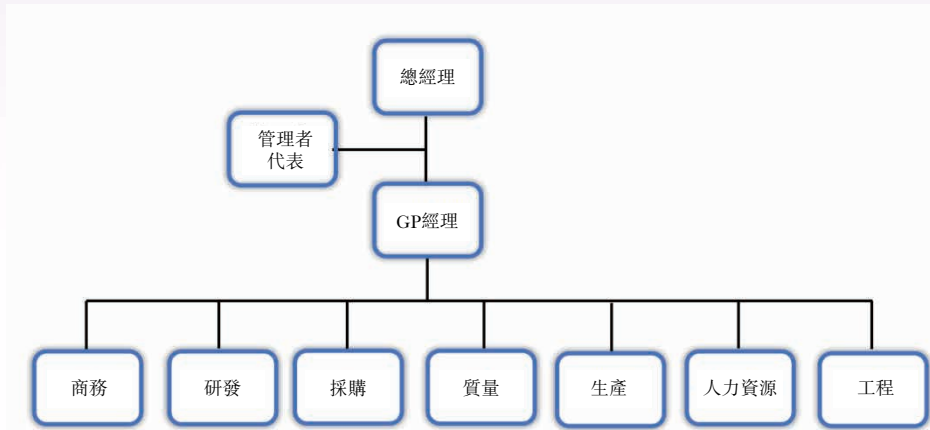 總經理
管理者
代表
GP經理
商務
研發
採購
質量
生產
人力資源
工程